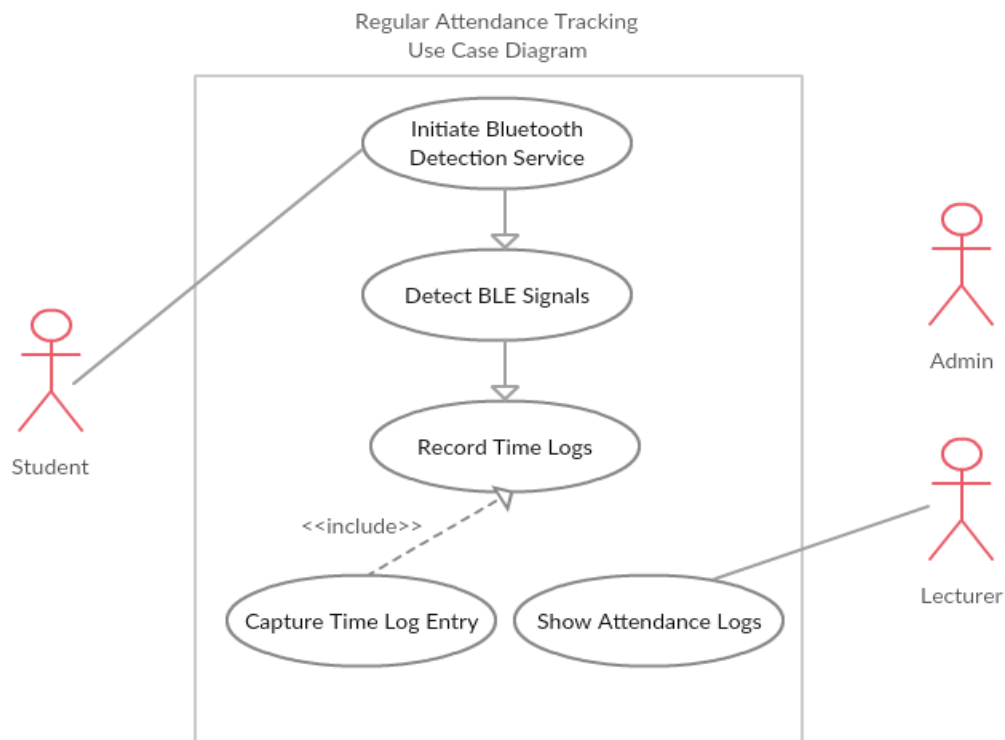 Regular Attendance Tracking
Use Case Diagram
Initiate Bluetooth
Detection Service
Detect BLE Signals
Admin
Record Time Logs
Student
<<include>>
Lecturer
Capture Time Log Entry
Show Attendance Logs